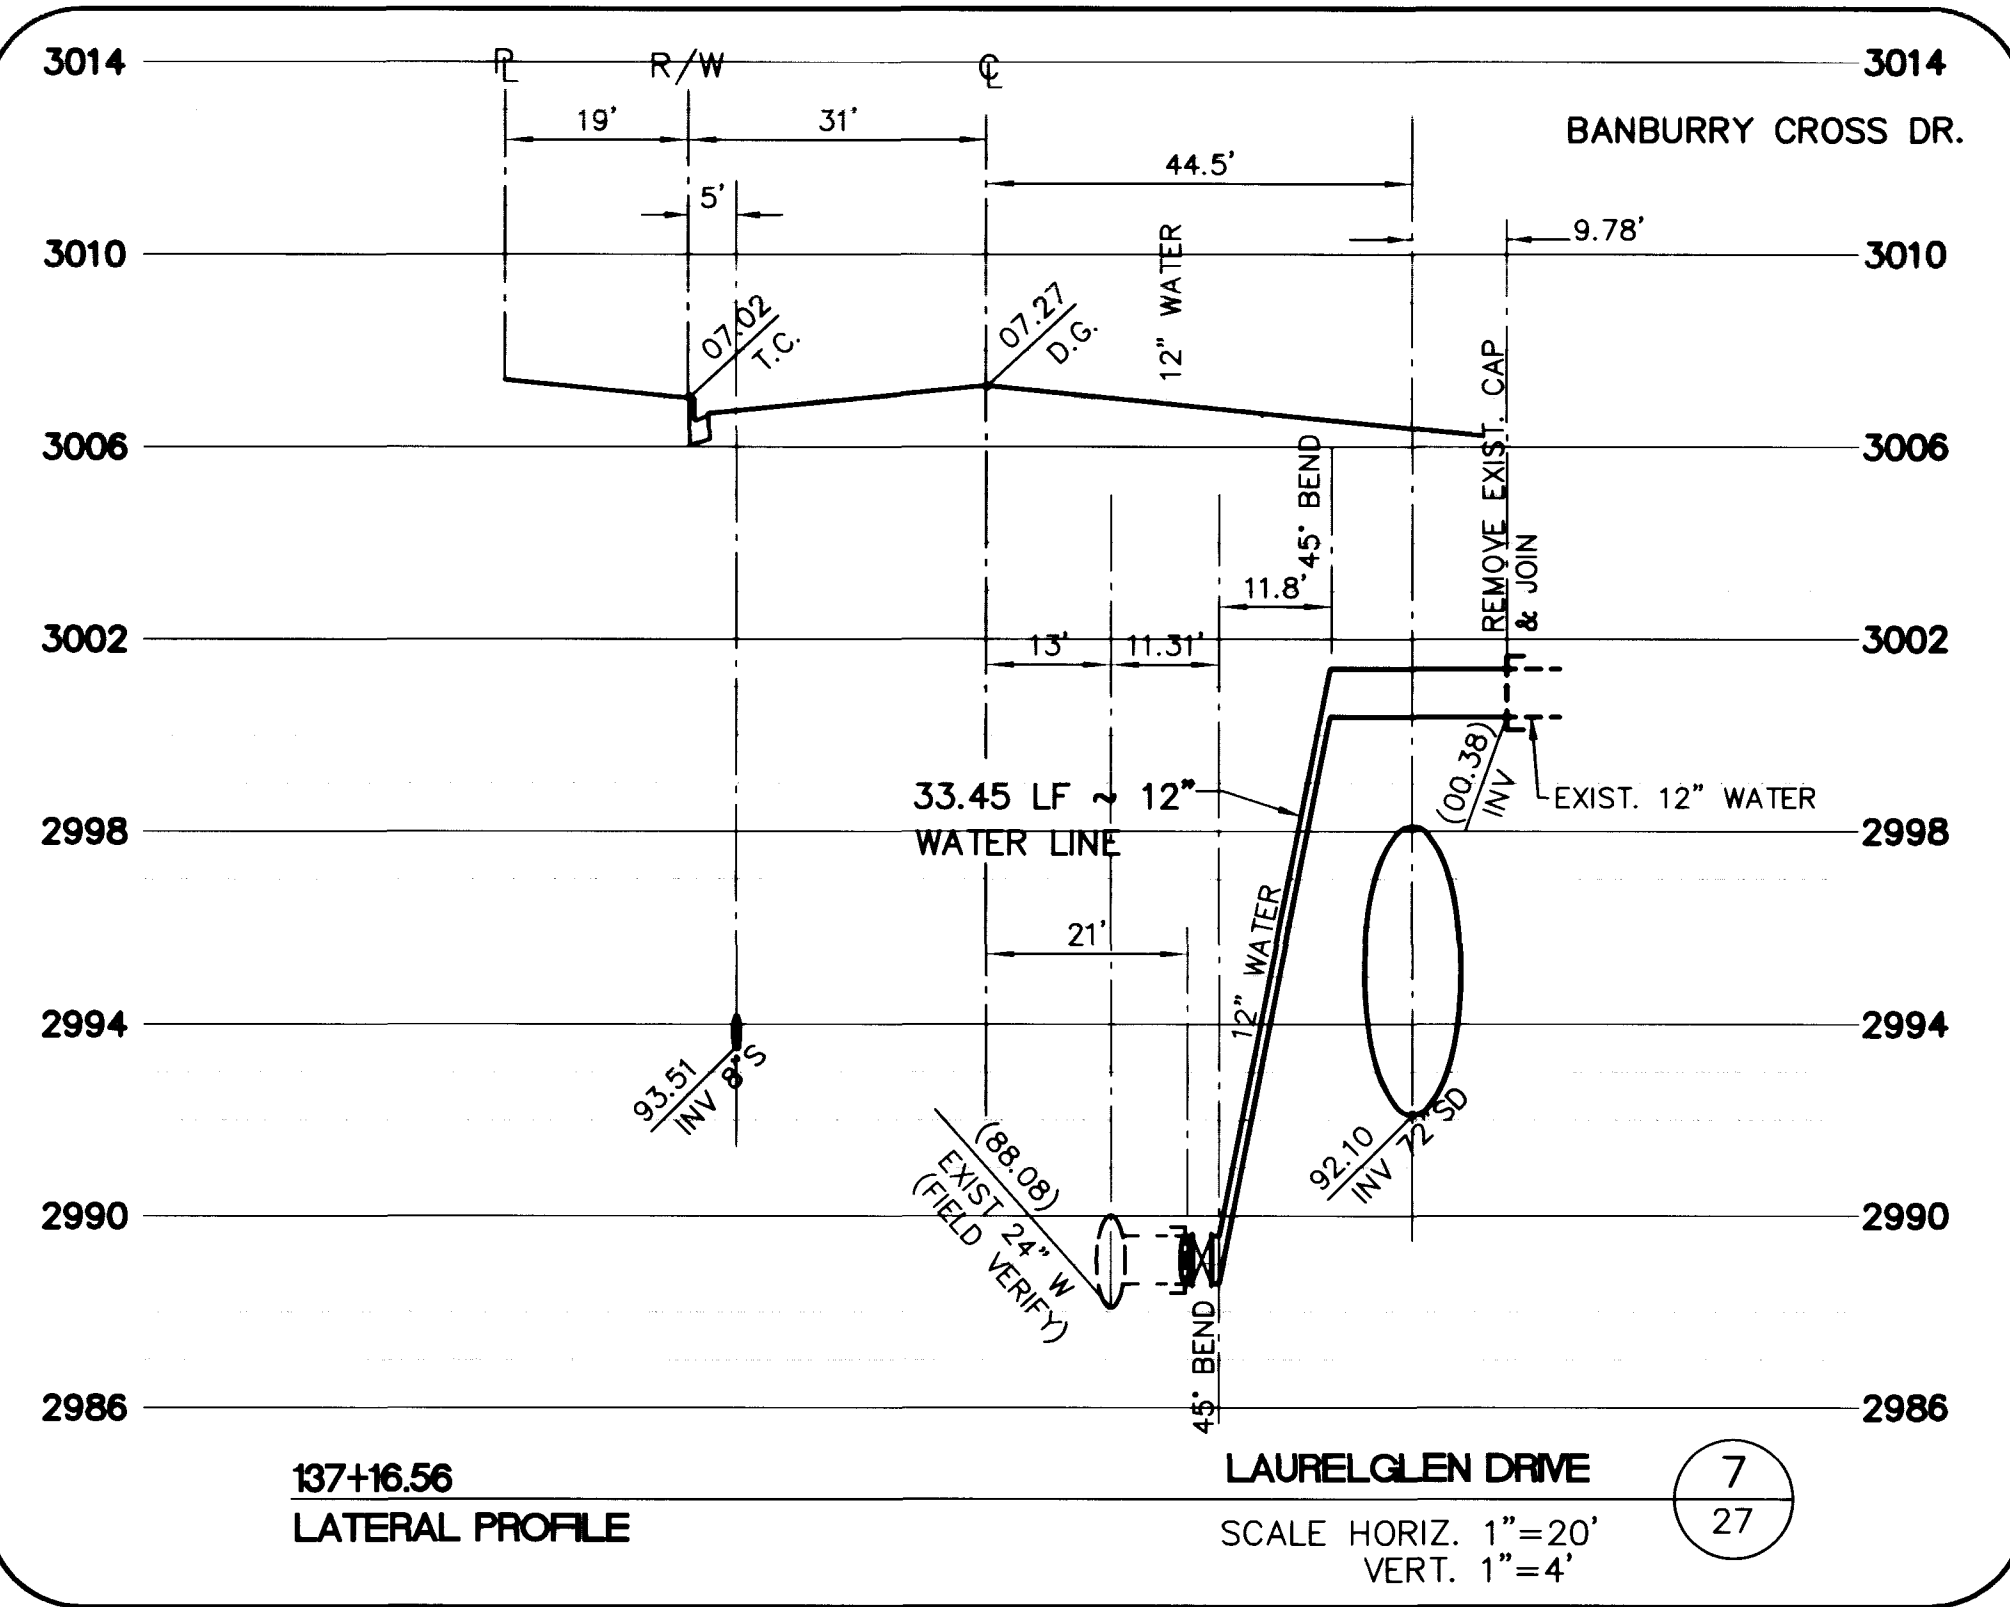 3014
P̲L
R/W
CL
3014
BANBURRY CROSS DR.
19'
31'
44.5'
5'
9.78'
3010
3010
12" WATER
07.02
T.C.
07.27
D.G.
3006
3006
45° BEND
REMOVE EXIST. CAP
& JOIN
11.8'
3002
13'
11.31'
3002
(00.38)
INV
EXIST. 12" WATER
33.45 LF ~ 12"
WATER LINE
2998
2998
21'
12" WATER
2994
2994
93.51
INV 8"S
92.10
INV 72"SD
(88.08)
EXIST 24" W
(FIELD VERIFY)
2990
2990
45° BEND
2986
2986
137+16.56
LATERAL PROFILE
LAURELGLEN DRIVE
SCALE HORIZ. 1"=20'
VERT. 1"=4'
7
27